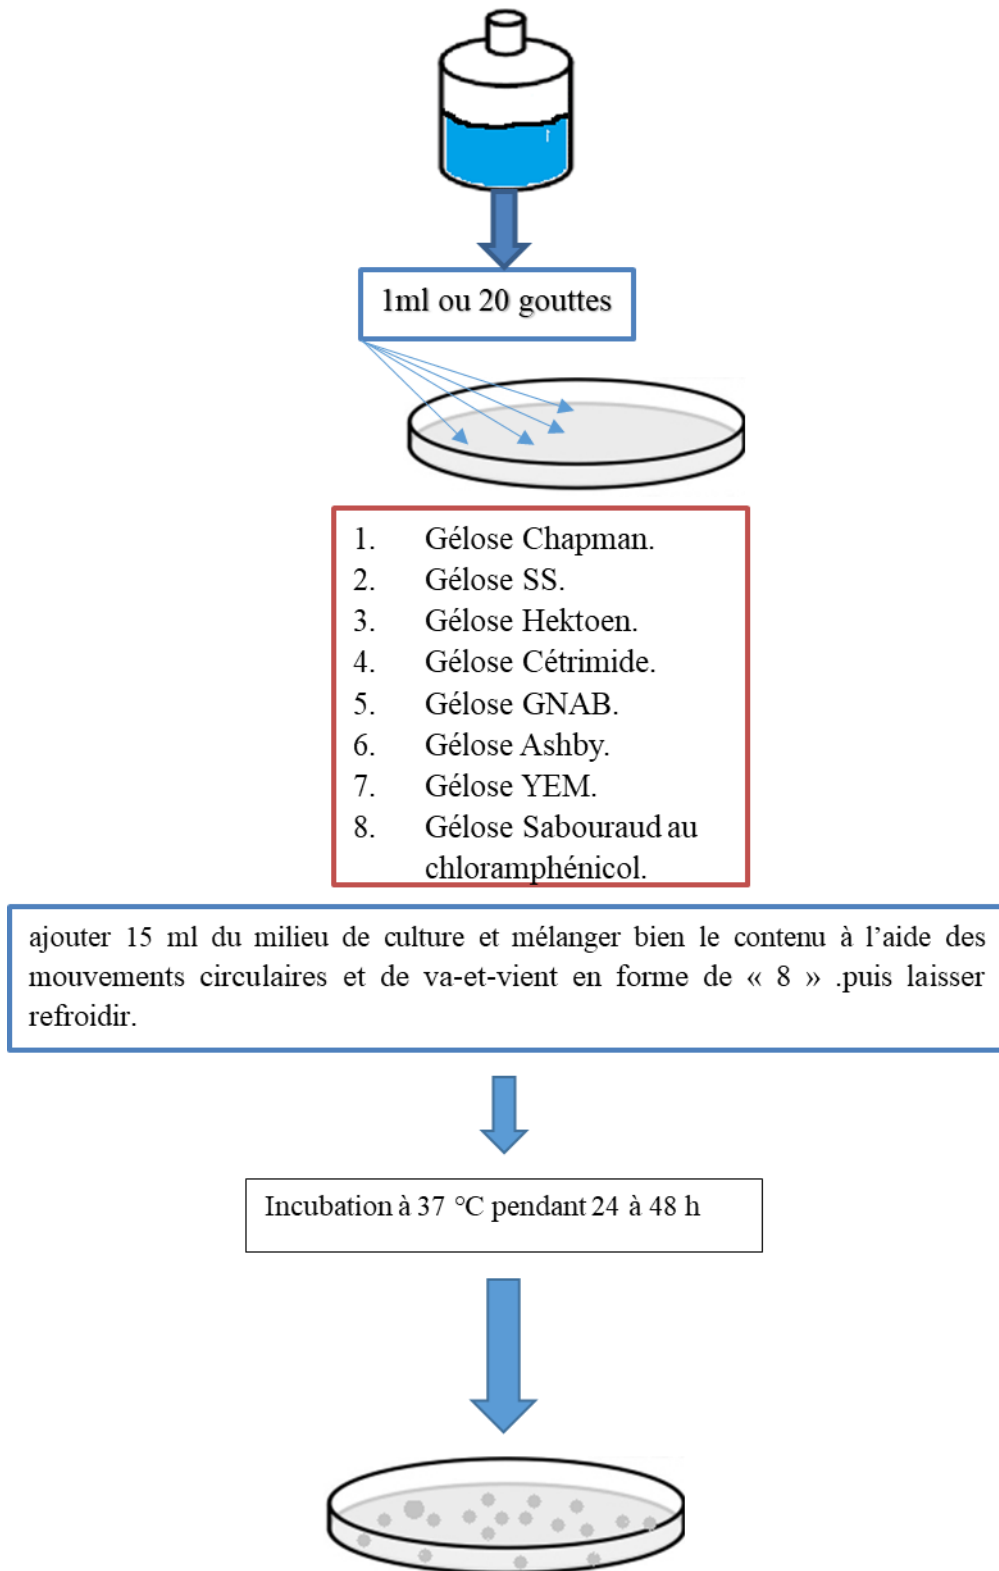 1ml ou 20 gouttes
1. Gélose Chapman.
2. Gélose SS.
3. Gélose Hektoen.
4. Gélose Cétrimide.
5. Gélose GNAB.
6. Gélose Ashby.
7. Gélose YEM.
8. Gélose Sabouraud au
chloramphénicol.
ajouter 15 ml du milieu de culture et mélanger bien le contenu à l’aide des
mouvements circulaires et de va-et-vient en forme de « 8 » .puis laisser
refroidir.
Incubation à 37 °C pendant 24 à 48 h